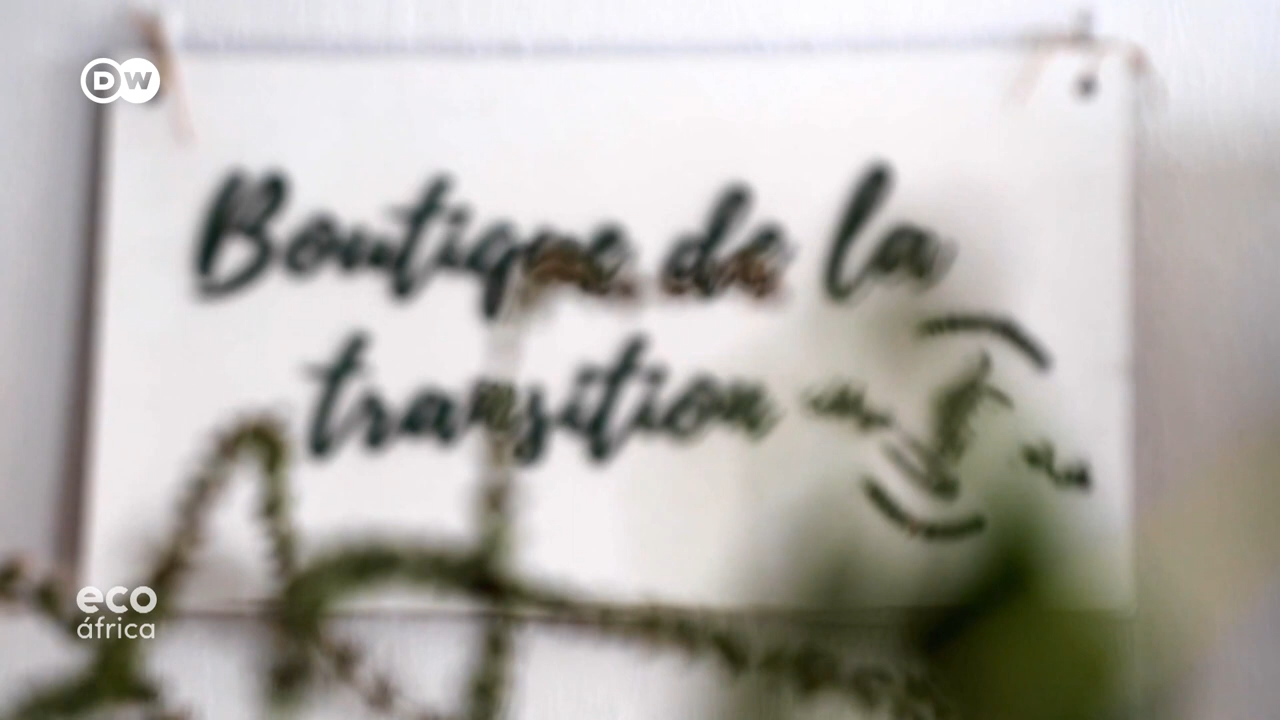 DW
Boutique de la
transition
eco
áfrica